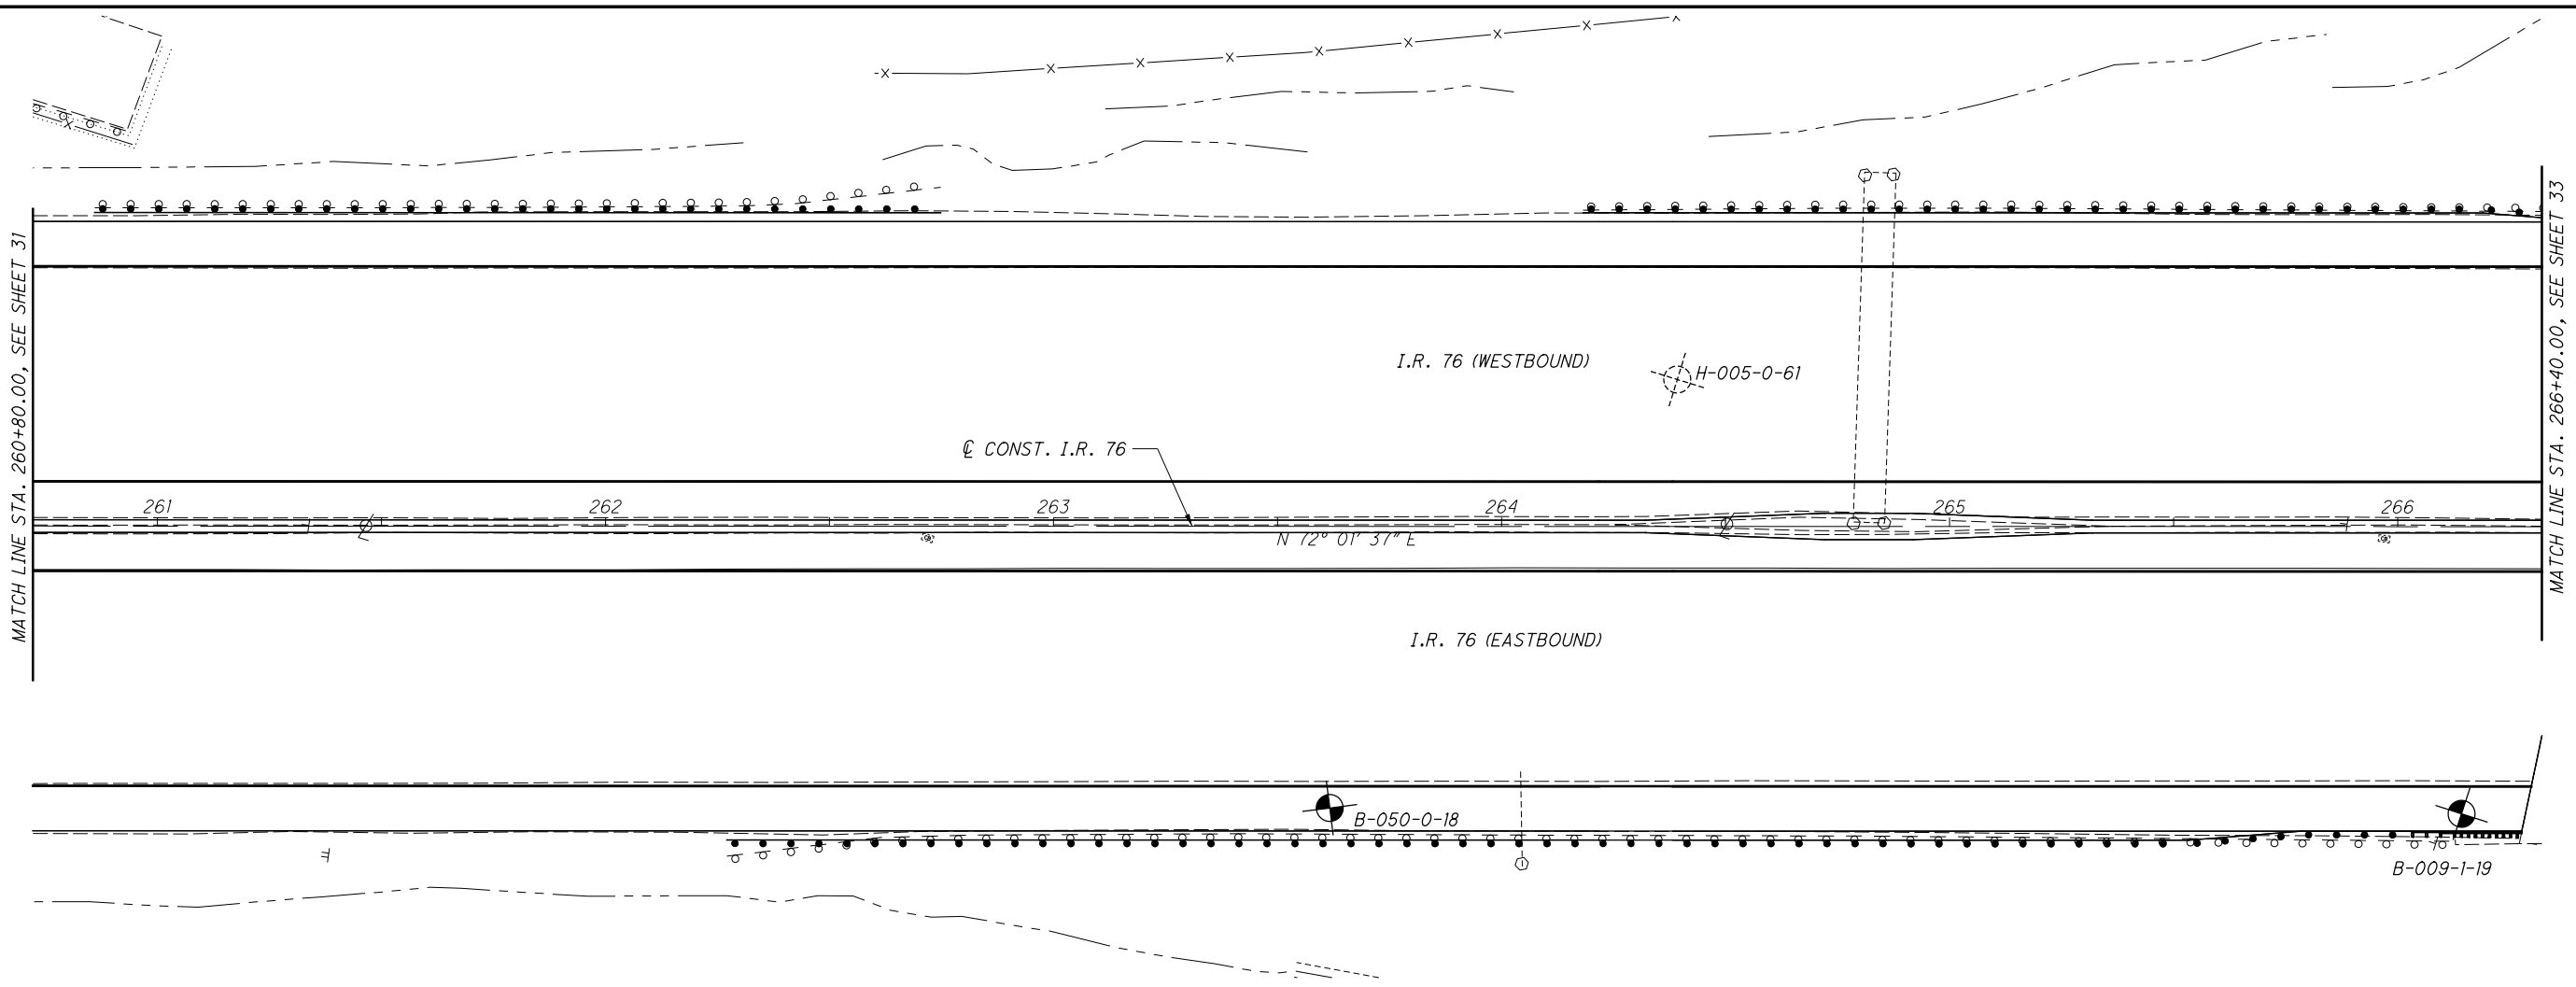 MATCH LINE STA. 260+80.00, SEE SHEET 31
MATCH LINE STA. 266+40.00, SEE SHEET 33
I.R. 76 (WESTBOUND)
H-005-0-61
℄ CONST. I.R. 76
261
262
263
264
265
266
N 72° 01' 37" E
I.R. 76 (EASTBOUND)
B-050-0-18
B-009-1-19